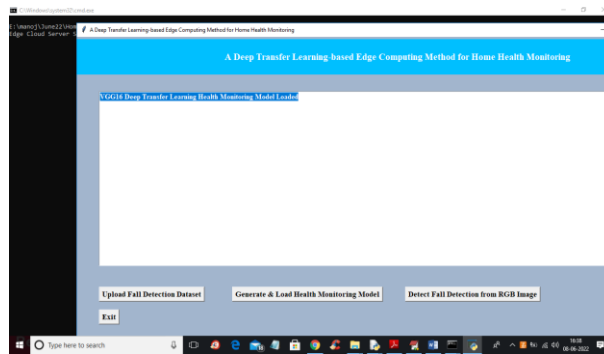 C:\Windows\system32\cmd.exe
E:\manoj\June22\Hom
Edge Cloud Server S
A Deep Transfer Learning-based Edge Computing Method for Home Health Monitoring
A Deep Transfer Learning-based Edge Computing Method for Home Health Monitoring
VGG16 Deep Transfer Learning Health Monitoring Model Loaded
Upload Fall Detection Dataset
Generate & Load Health Monitoring Model
Detect Fall Detection from RGB Image
Exit
Type here to search
16:38
08-06-2022